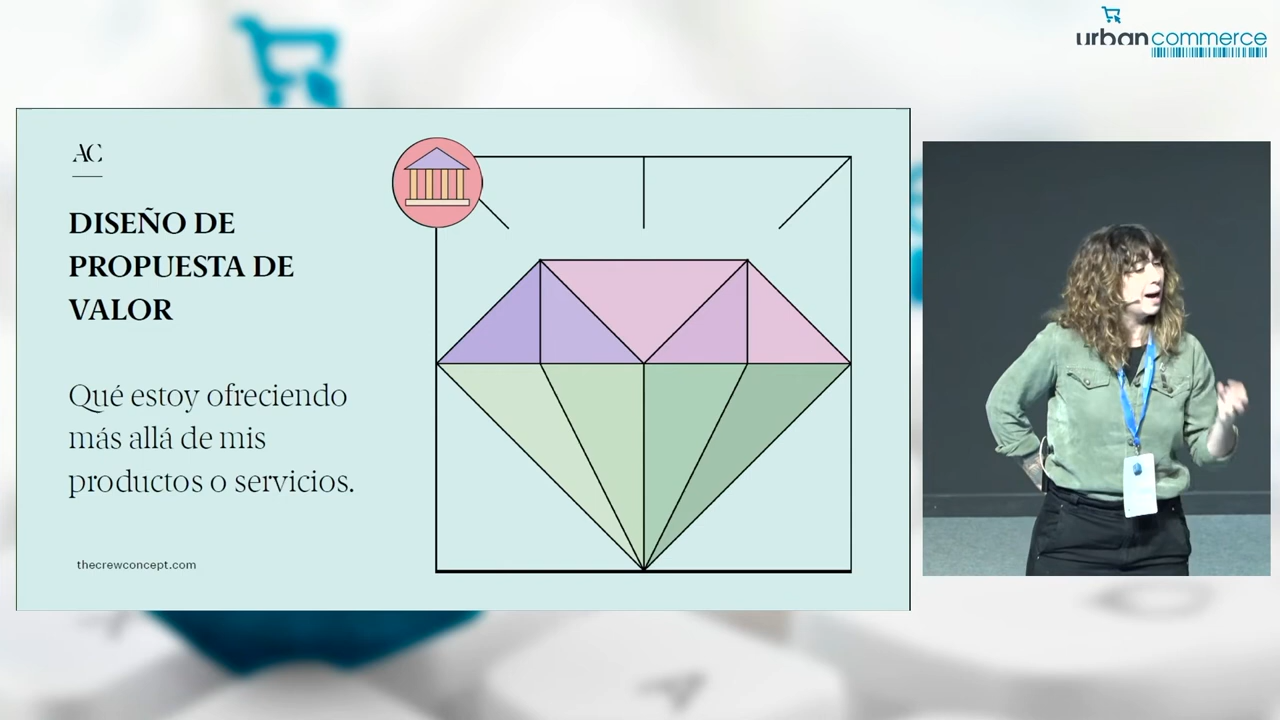 urbancommerce
AC
DISEÑO DE
PROPUESTA DE
VALOR
Qué estoy ofreciendo
más allá de mis
productos o servicios.
thecrewconcept.com